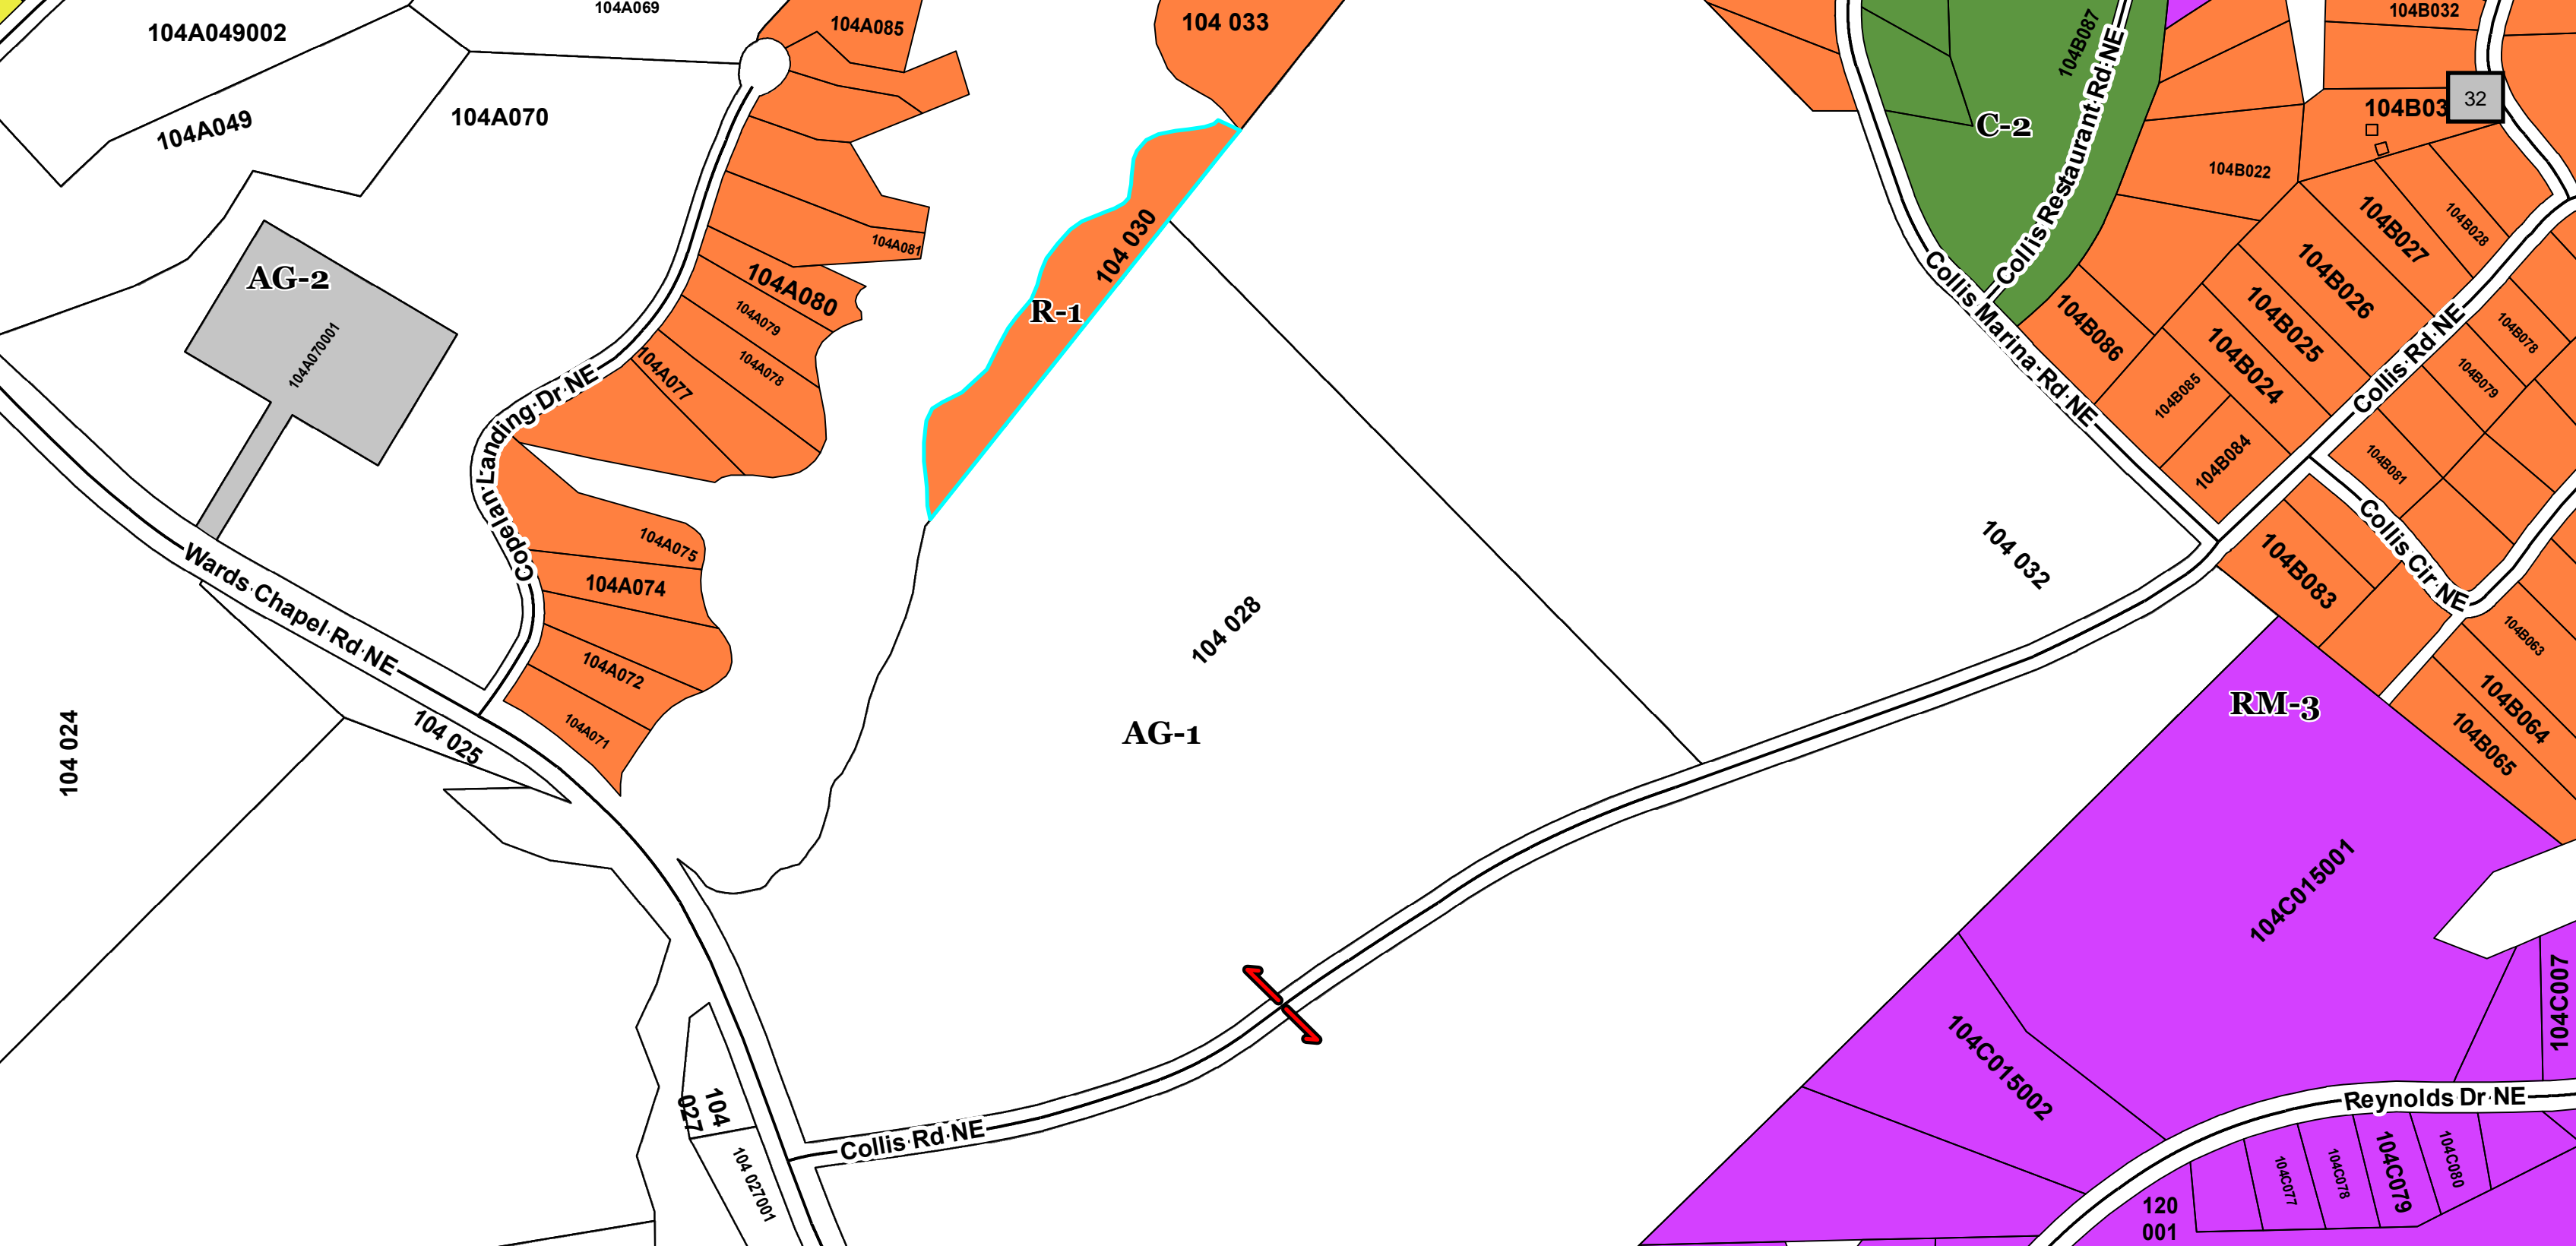 104A069
104A049002
104A085
104 033
104B032
104B087
104A049
104A070
C-2
104B03
32
Collis Restaurant Rd NE
104B022
104B027
104B028
104 030
104A081
AG-2
104A080
104A079
104A078
104A077
R-1
104A070001
104B026
104B025
104B024
104B086
104B085
104B084
104B078
104B079
104B081
Collis Marina Rd NE
Collis Rd NE
Copelan Landing Dr NE
Wards Chapel Rd NE
104A075
104A074
104A072
104A071
104 032
Collis Cir NE
104B083
104B063
104B064
104B065
104 028
104 024
104 025
AG-1
RM-3
104C015001
104C007
104C015002
104
027
104 027001
Collis Rd NE
Reynolds Dr NE
104C077
104C078
104C079
104C080
120
001